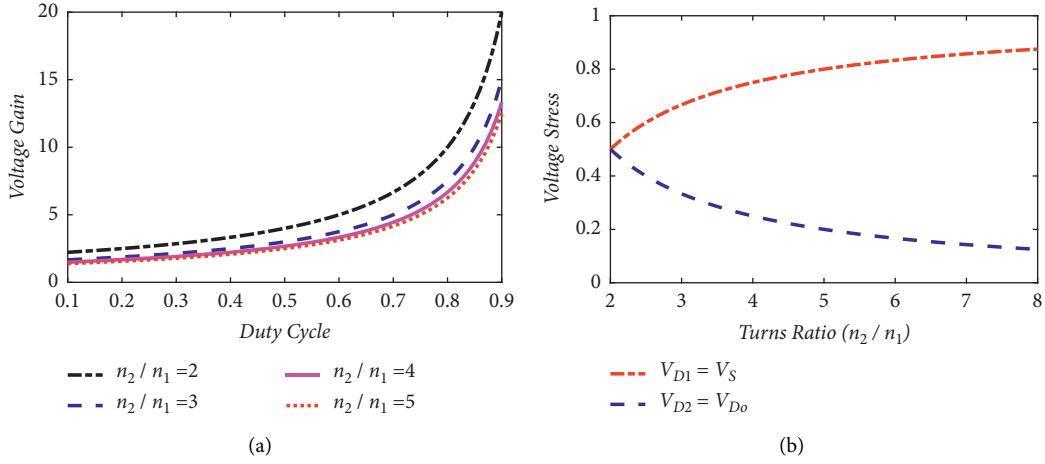 20
15
10
5
0
Voltage Gain
0.1 0.2 0.3 0.4 0.5 0.6 0.7 0.8 0.9
Duty Cycle
n2 / n1 =2
n2 / n1 =4
n2 / n1 =3
n2 / n1 =5
(a)
1
0.8
0.6
0.4
0.2
0
Voltage Stress
2 3 4 5 6 7 8
Turns Ratio (n2 / n1)
VD1 = VS
VD2 = VDo
(b)